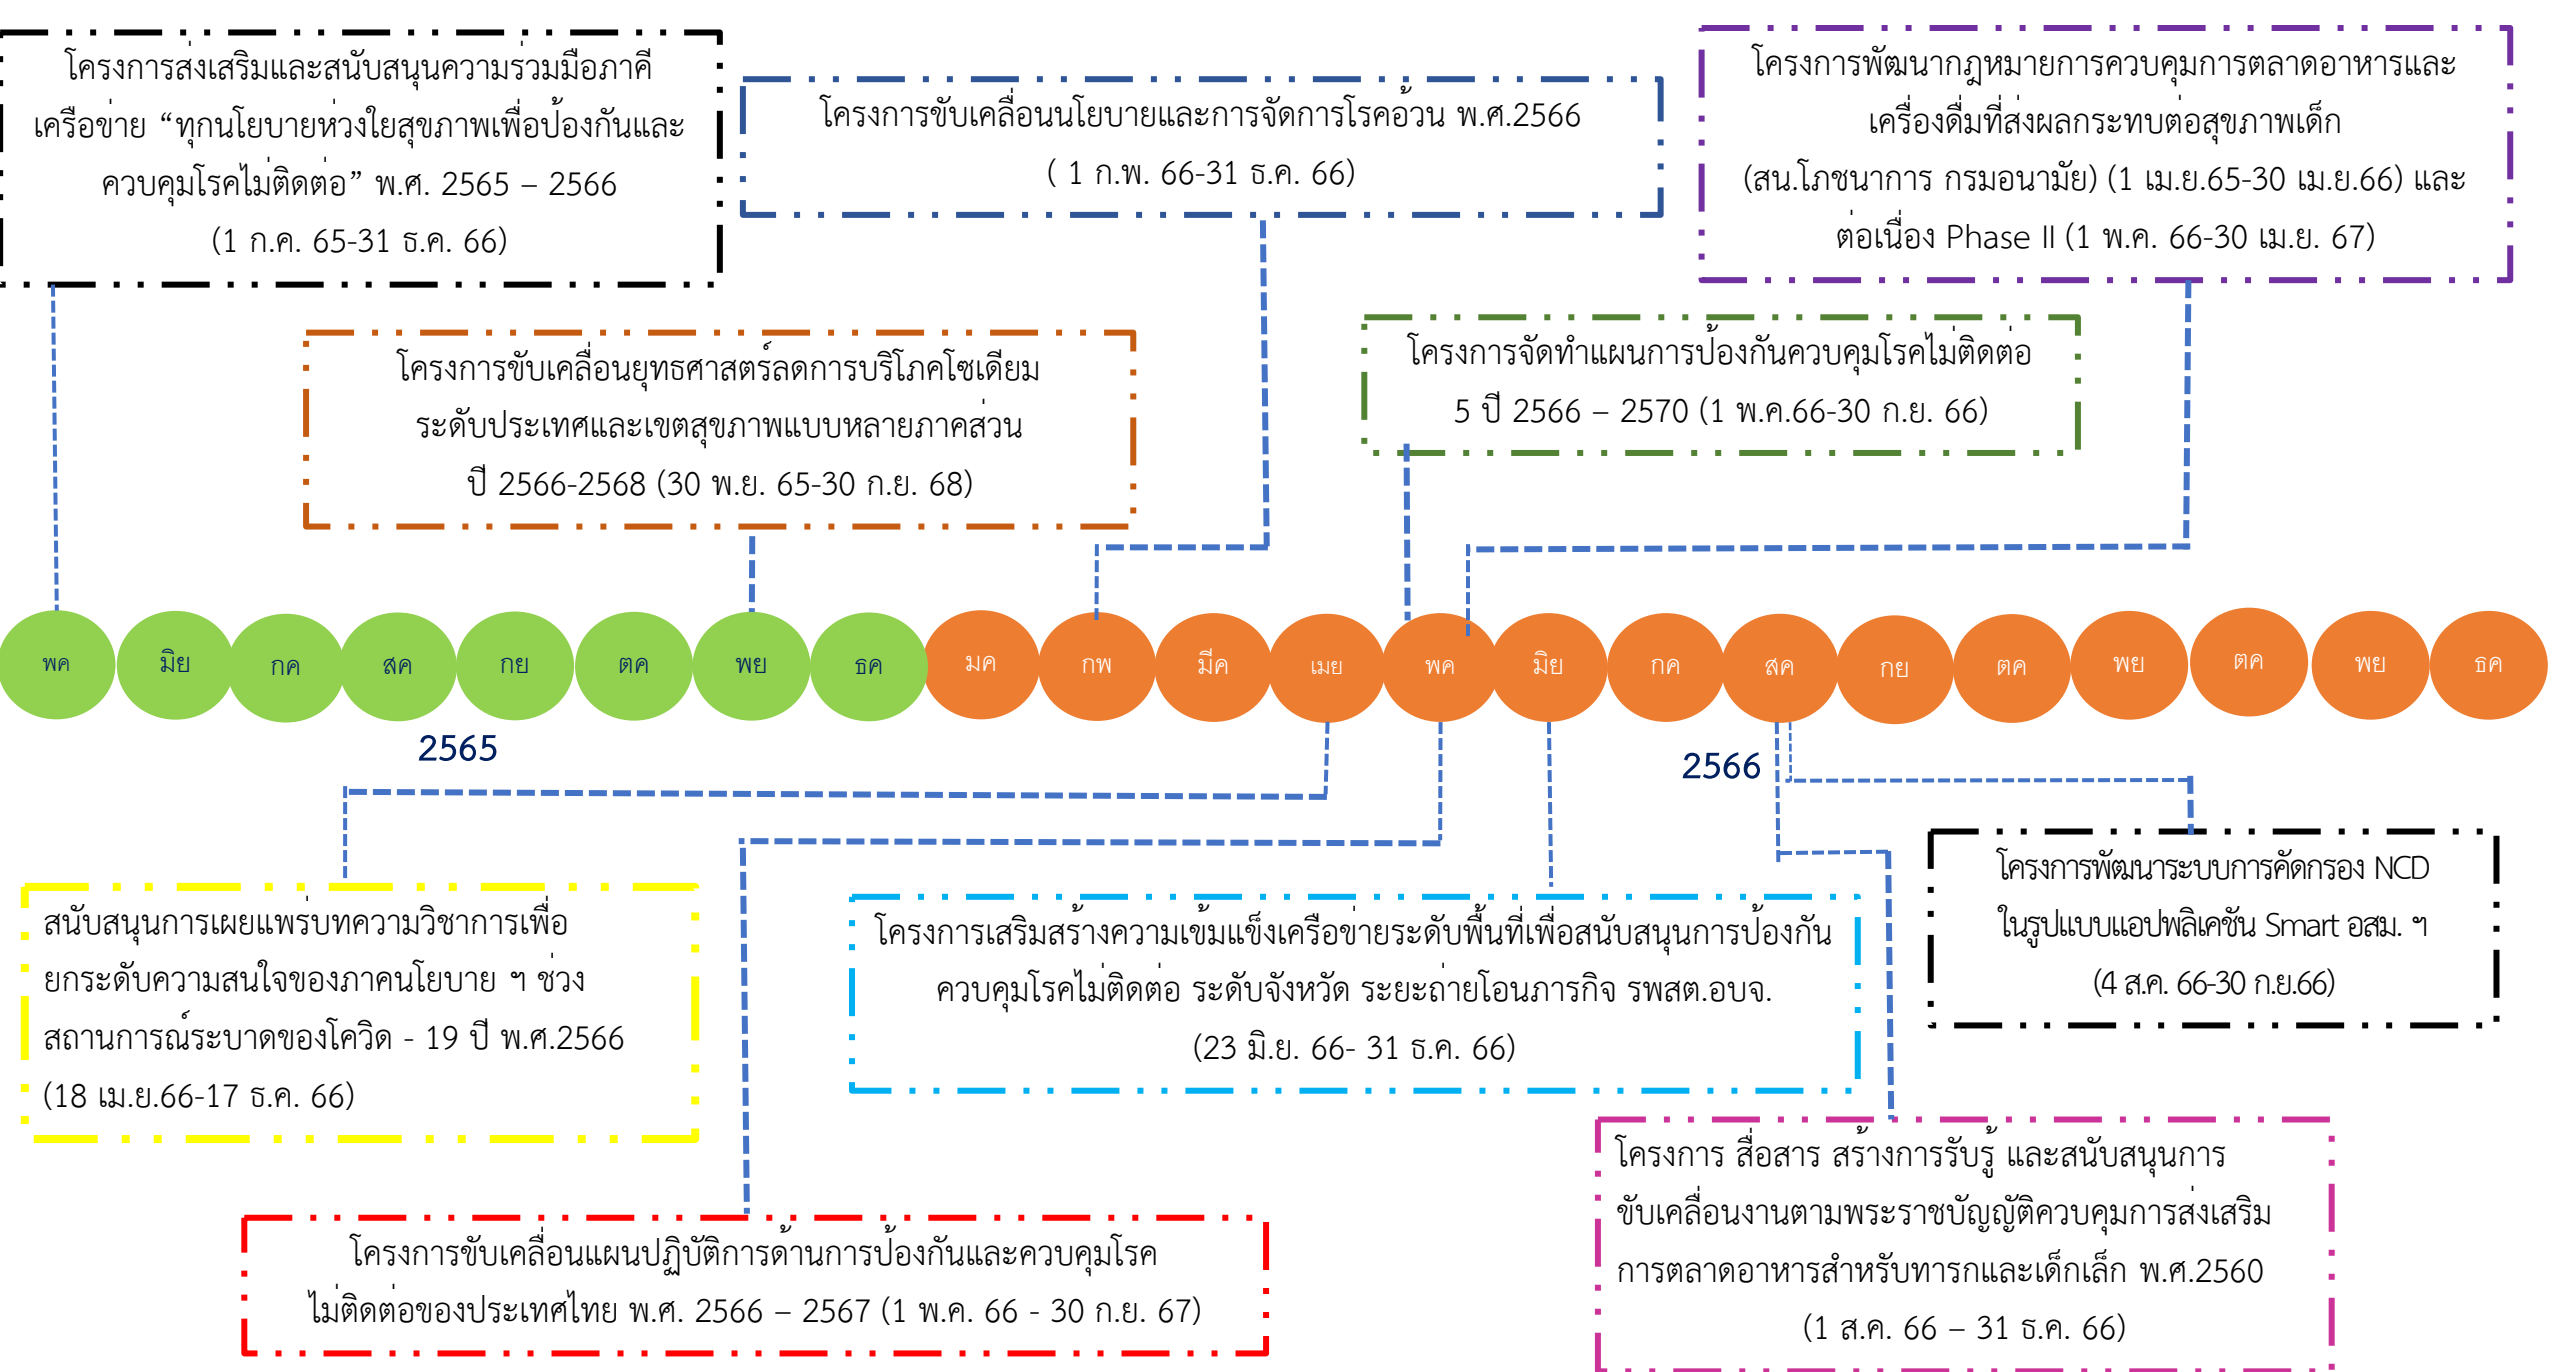 โครงการส่งเสริมและสนับสนุนความร่วมมือภาคี
เครือข่าย “ทุกนโยบายห่วงใยสุขภาพเพื่อป้องกันและ
ควบคุมโรคไม่ติดต่อ” พ.ศ. 2565 – 2566
(1 ก.ค. 65-31 ธ.ค. 66)
โครงการขับเคลื่อนนโยบายและการจัดการโรคอ้วน พ.ศ.2566
( 1 ก.พ. 66-31 ธ.ค. 66)
โครงการพัฒนากฎหมายการควบคุมการตลาดอาหารและ
เครื่องดื่มที่ส่งผลกระทบต่อสุขภาพเด็ก
(สน.โภชนาการ กรมอนามัย) (1 เม.ย.65-30 เม.ย.66) และ
ต่อเนื่อง Phase II (1 พ.ค. 66-30 เม.ย. 67)
โครงการขับเคลื่อนยุทธศาสตร์ลดการบริโภคโซเดียม
ระดับประเทศและเขตสุขภาพแบบหลายภาคส่วน
ปี 2566-2568 (30 พ.ย. 65-30 ก.ย. 68)
โครงการจัดทำแผนการป้องกันควบคุมโรคไม่ติดต่อ
5 ปี 2566 – 2570 (1 พ.ค.66-30 ก.ย. 66)
พค มิย กค สค กย ตค พย ธค มค กพ มีค เมย พค มิย กค สค กย ตค พย ตค พย ธค
2565
2566
สนับสนุนการเผยแพร่บทความวิชาการเพื่อ
ยกระดับความสนใจของภาคนโยบาย ฯ ช่วง
สถานการณ์ระบาดของโควิด - 19 ปี พ.ศ.2566
(18 เม.ย.66-17 ธ.ค. 66)
โครงการเสริมสร้างความเข้มแข็งเครือข่ายระดับพื้นที่เพื่อสนับสนุนการป้องกัน
ควบคุมโรคไม่ติดต่อ ระดับจังหวัด ระยะถ่ายโอนภารกิจ รพสต.อบจ.
(23 มิ.ย. 66- 31 ธ.ค. 66)
โครงการพัฒนาระบบการคัดกรอง NCD
ในรูปแบบแอปพลิเคชัน Smart อสม. ฯ
(4 ส.ค. 66-30 ก.ย.66)
โครงการขับเคลื่อนแผนปฏิบัติการด้านการป้องกันและควบคุมโรค
ไม่ติดต่อของประเทศไทย พ.ศ. 2566 – 2567 (1 พ.ค. 66 - 30 ก.ย. 67)
โครงการ สื่อสาร สร้างการรับรู้ และสนับสนุนการ
ขับเคลื่อนงานตามพระราชบัญญัติควบคุมการส่งเสริม
การตลาดอาหารสำหรับทารกและเด็กเล็ก พ.ศ.2560
(1 ส.ค. 66 – 31 ธ.ค. 66)